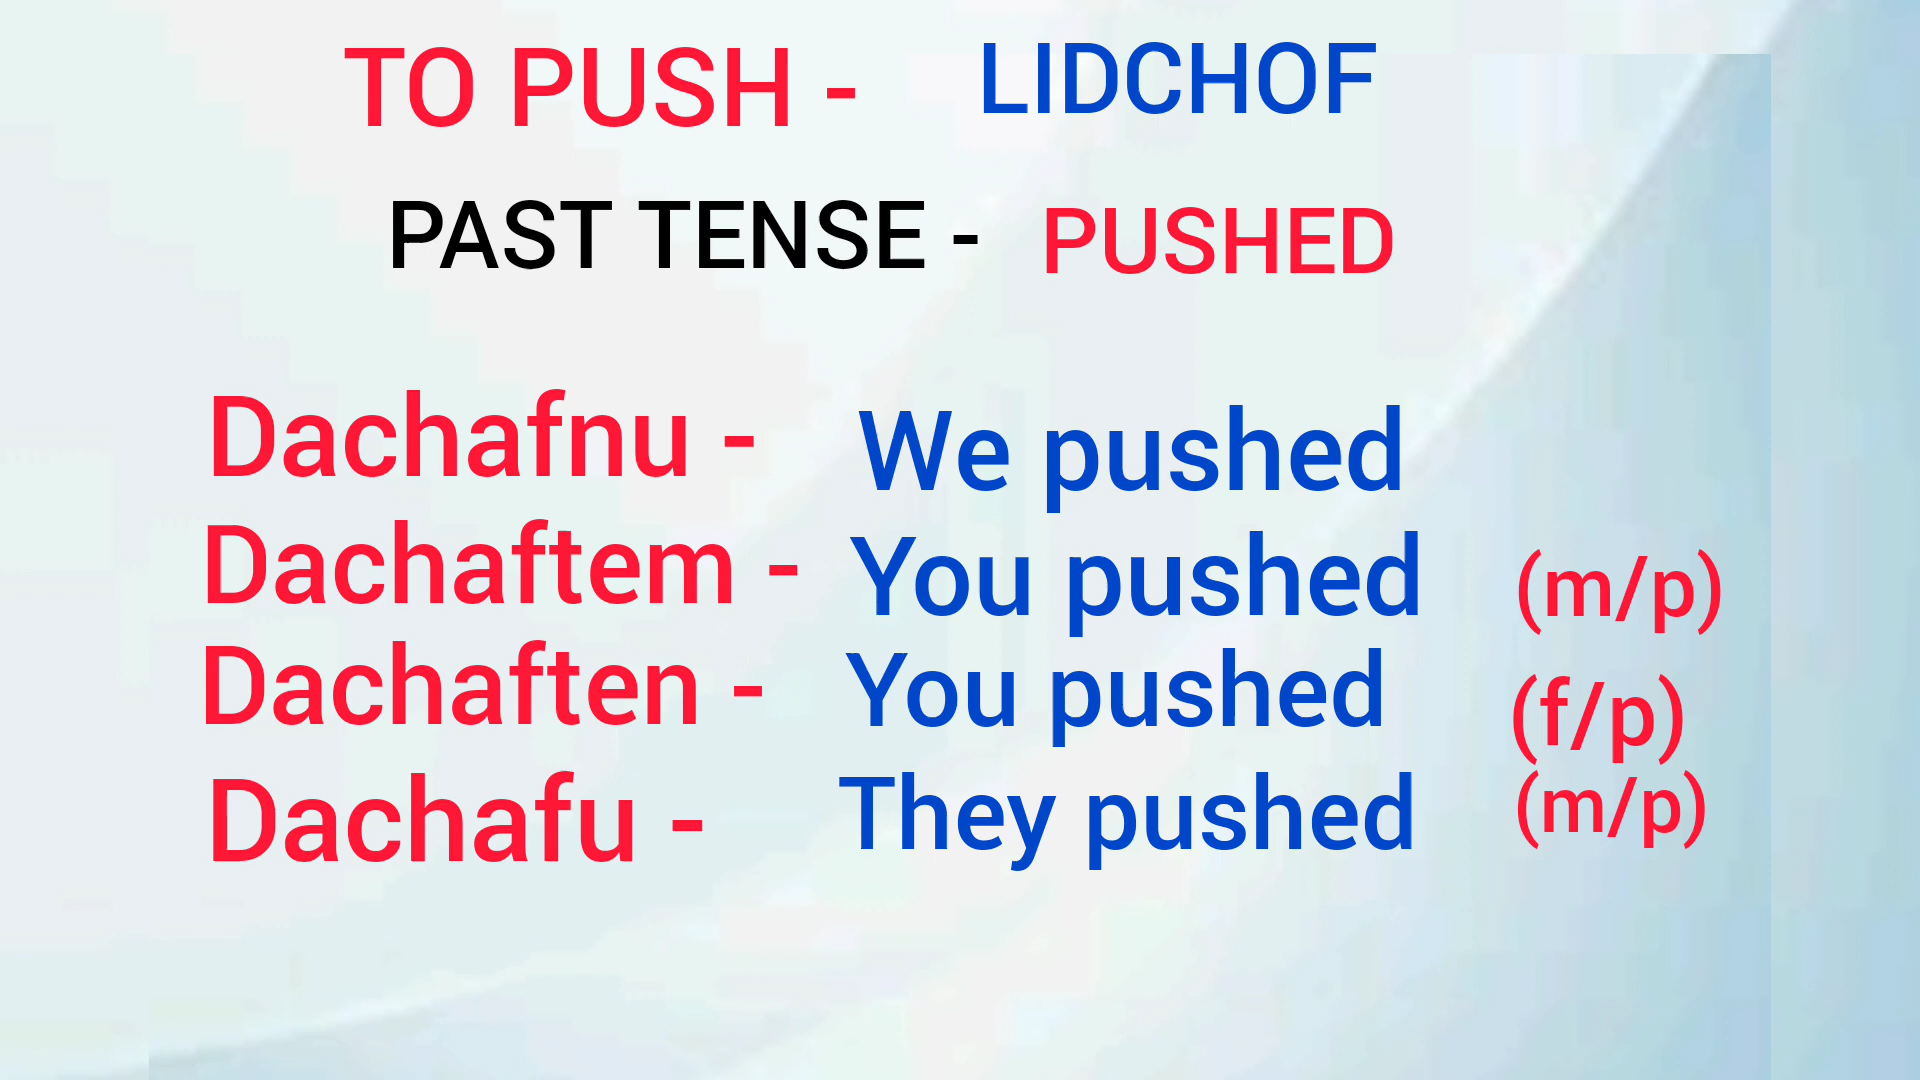 TO PUSH - LIDCHOF
PAST TENSE - PUSHED
Dachafnu - We pushed
Dachaftem - You pushed (m/p)
Dachaften - You pushed (f/p)
Dachafu - They pushed (m/p)